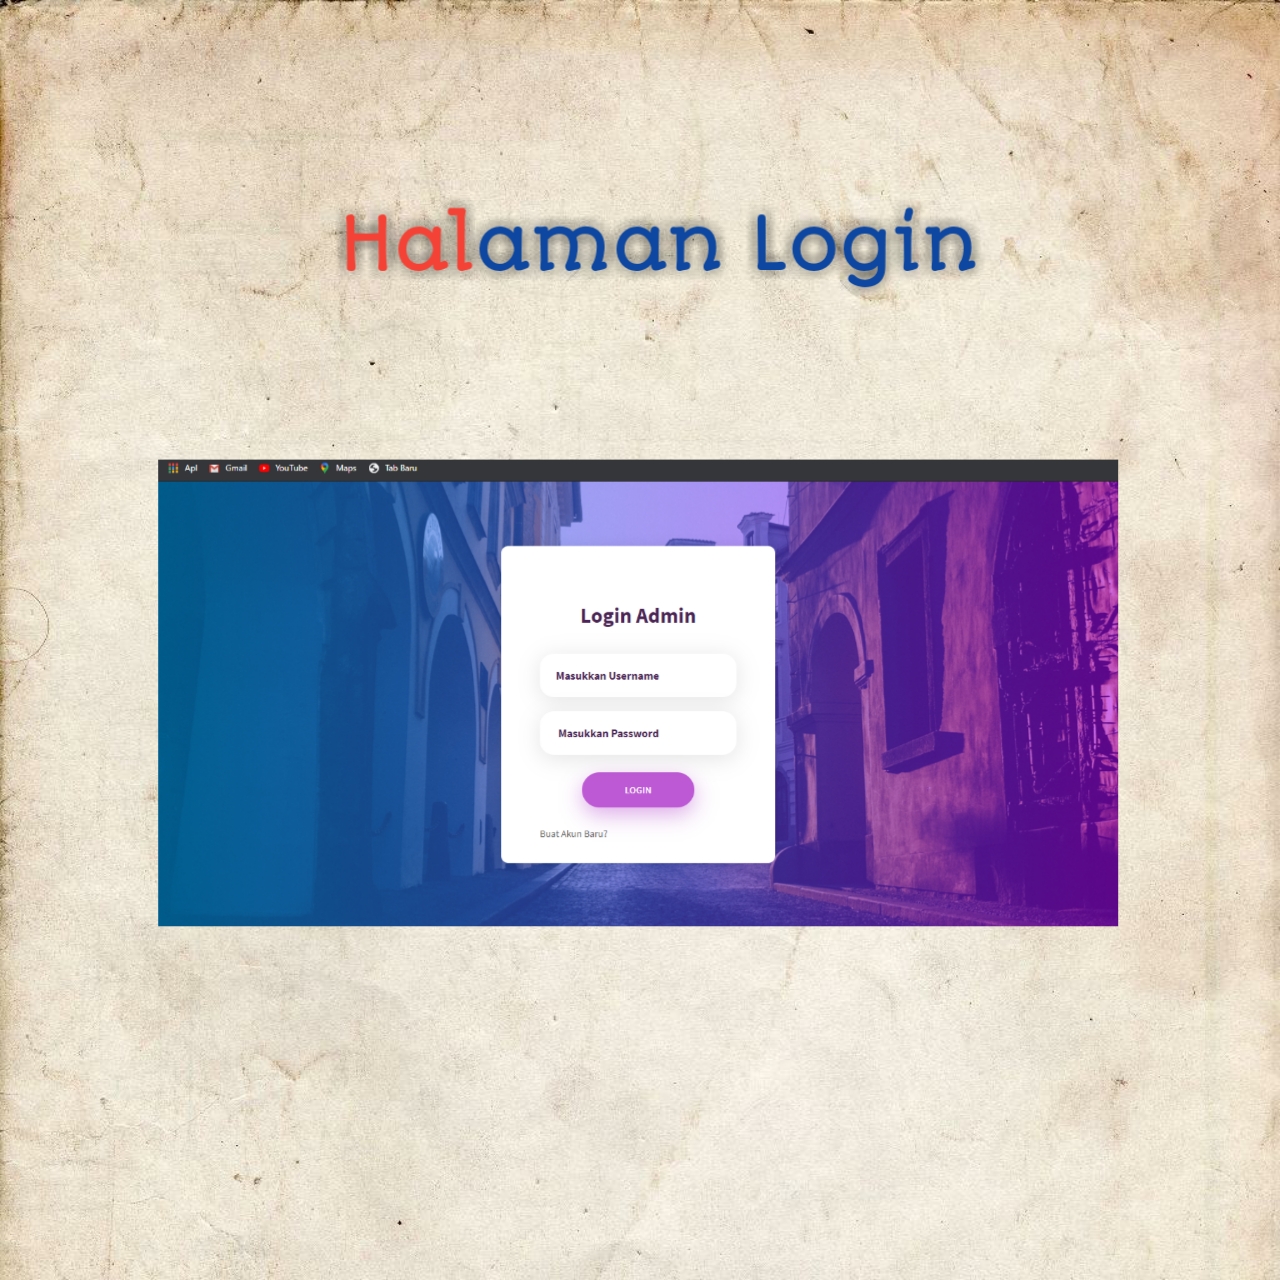 Halaman Login
Apl Gmail YouTube Maps Tab Baru
Login Admin
Masukkan Username
Masukkan Password
LOGIN
Buat Akun Baru?